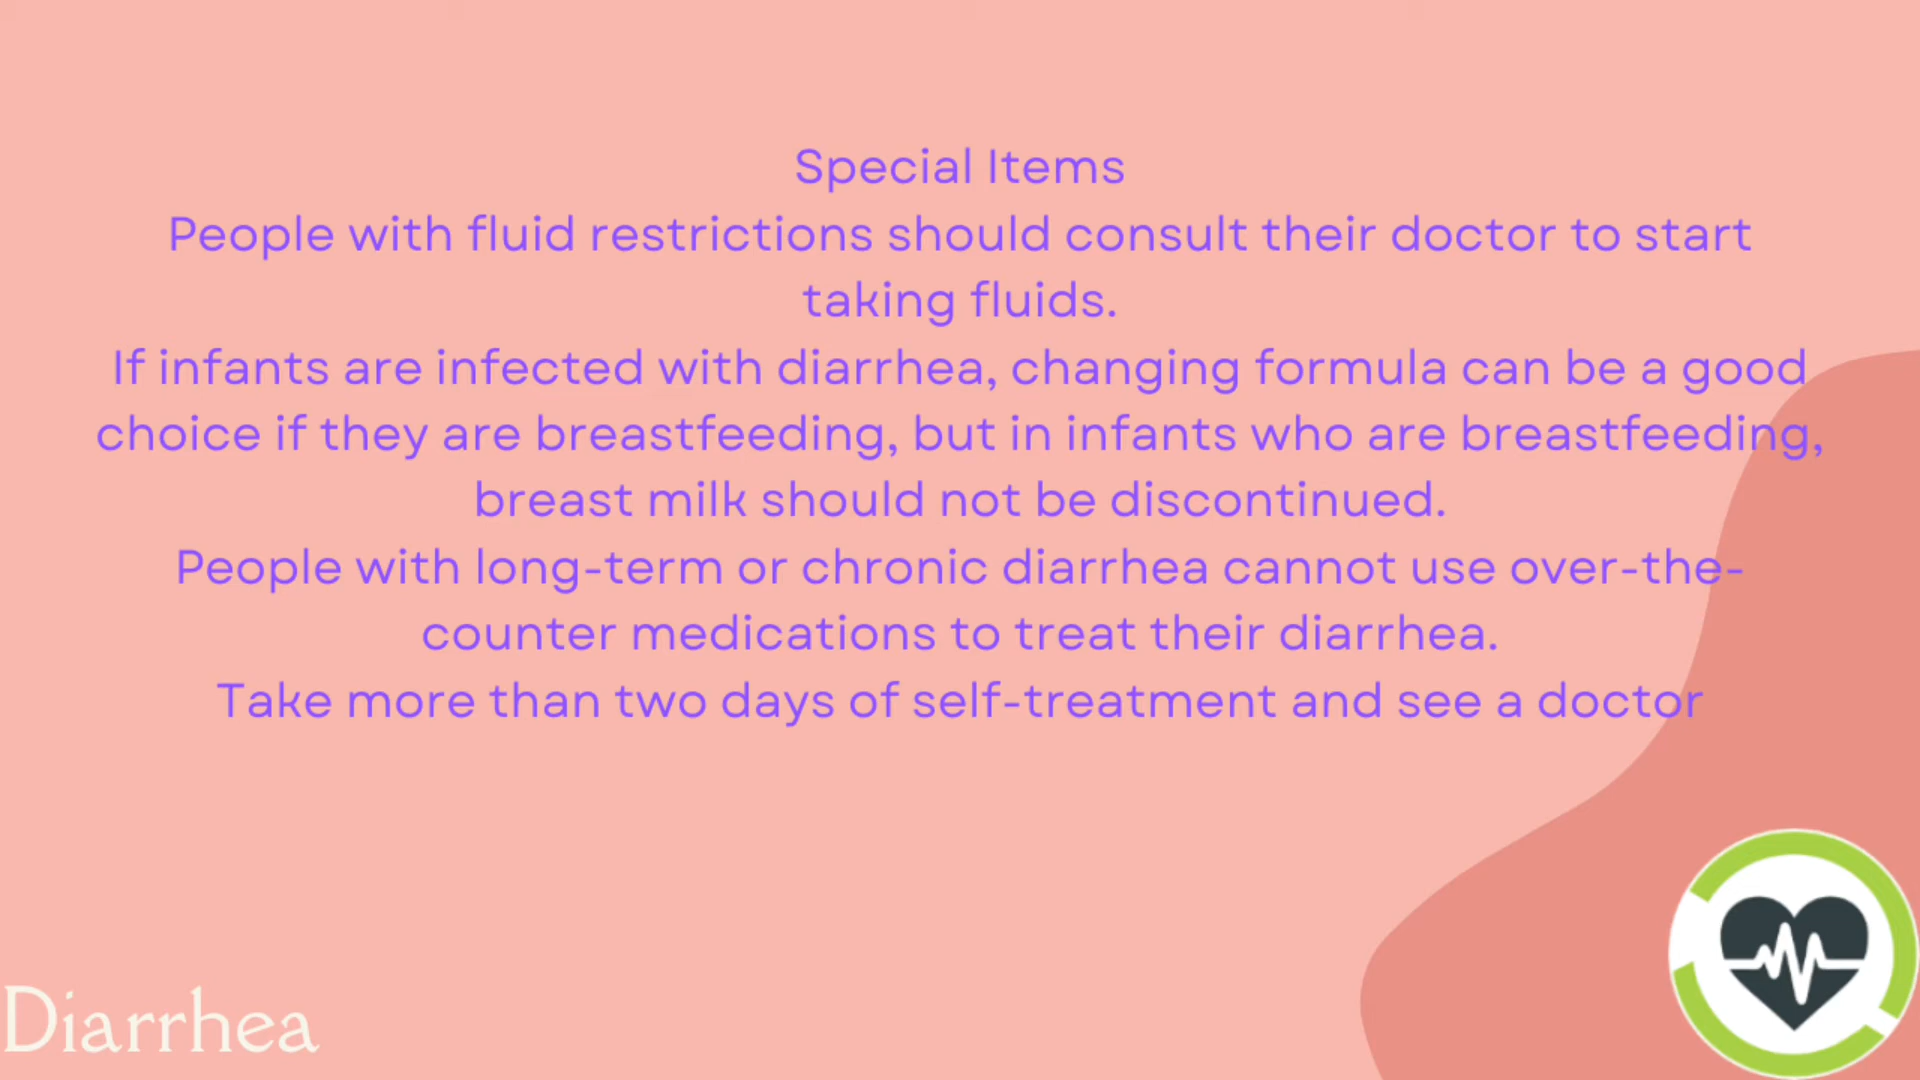 Special Items
People with fluid restrictions should consult their doctor to start
taking fluids.
If infants are infected with diarrhea, changing formula can be a good
choice if they are breastfeeding, but in infants who are breastfeeding,
breast milk should not be discontinued.
People with long-term or chronic diarrhea cannot use over-the-
counter medications to treat their diarrhea.
Take more than two days of self-treatment and see a doctor
Diarrhea